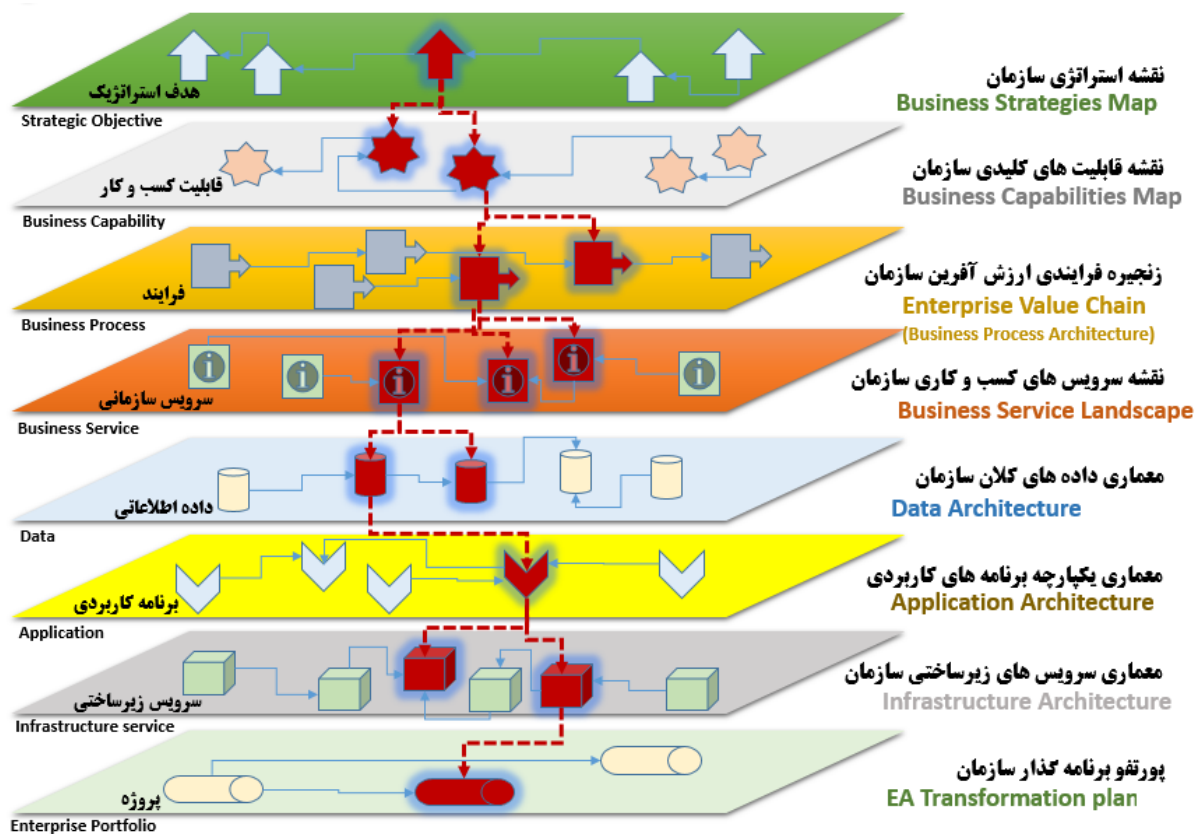 هدف استراتژیک
Strategic Objective
نقشه استراتژی سازمان
Business Strategies Map
قابلیت کسب و کار
Business Capability
نقشه قابلیت های کلیدی سازمان
Business Capabilities Map
فرایند
Business Process
زنجیره فرایندی ارزش آفرین سازمان
Enterprise Value Chain
(Business Process Architecture)
سرویس سازمانی
Business Service
نقشه سرویس های کسب و کاری سازمان
Business Service Landscape
داده اطلاعاتی
Data
معماری داده های کلان سازمان
Data Architecture
برنامه کاربردی
Application
معماری یکپارچه برنامه های کاربردی
Application Architecture
سرویس زیرساختی
Infrastructure service
معماری سرویس های زیرساختی سازمان
Infrastructure Architecture
پروژه
Enterprise Portfolio
پورتفو برنامه گذار سازمان
EA Transformation plan